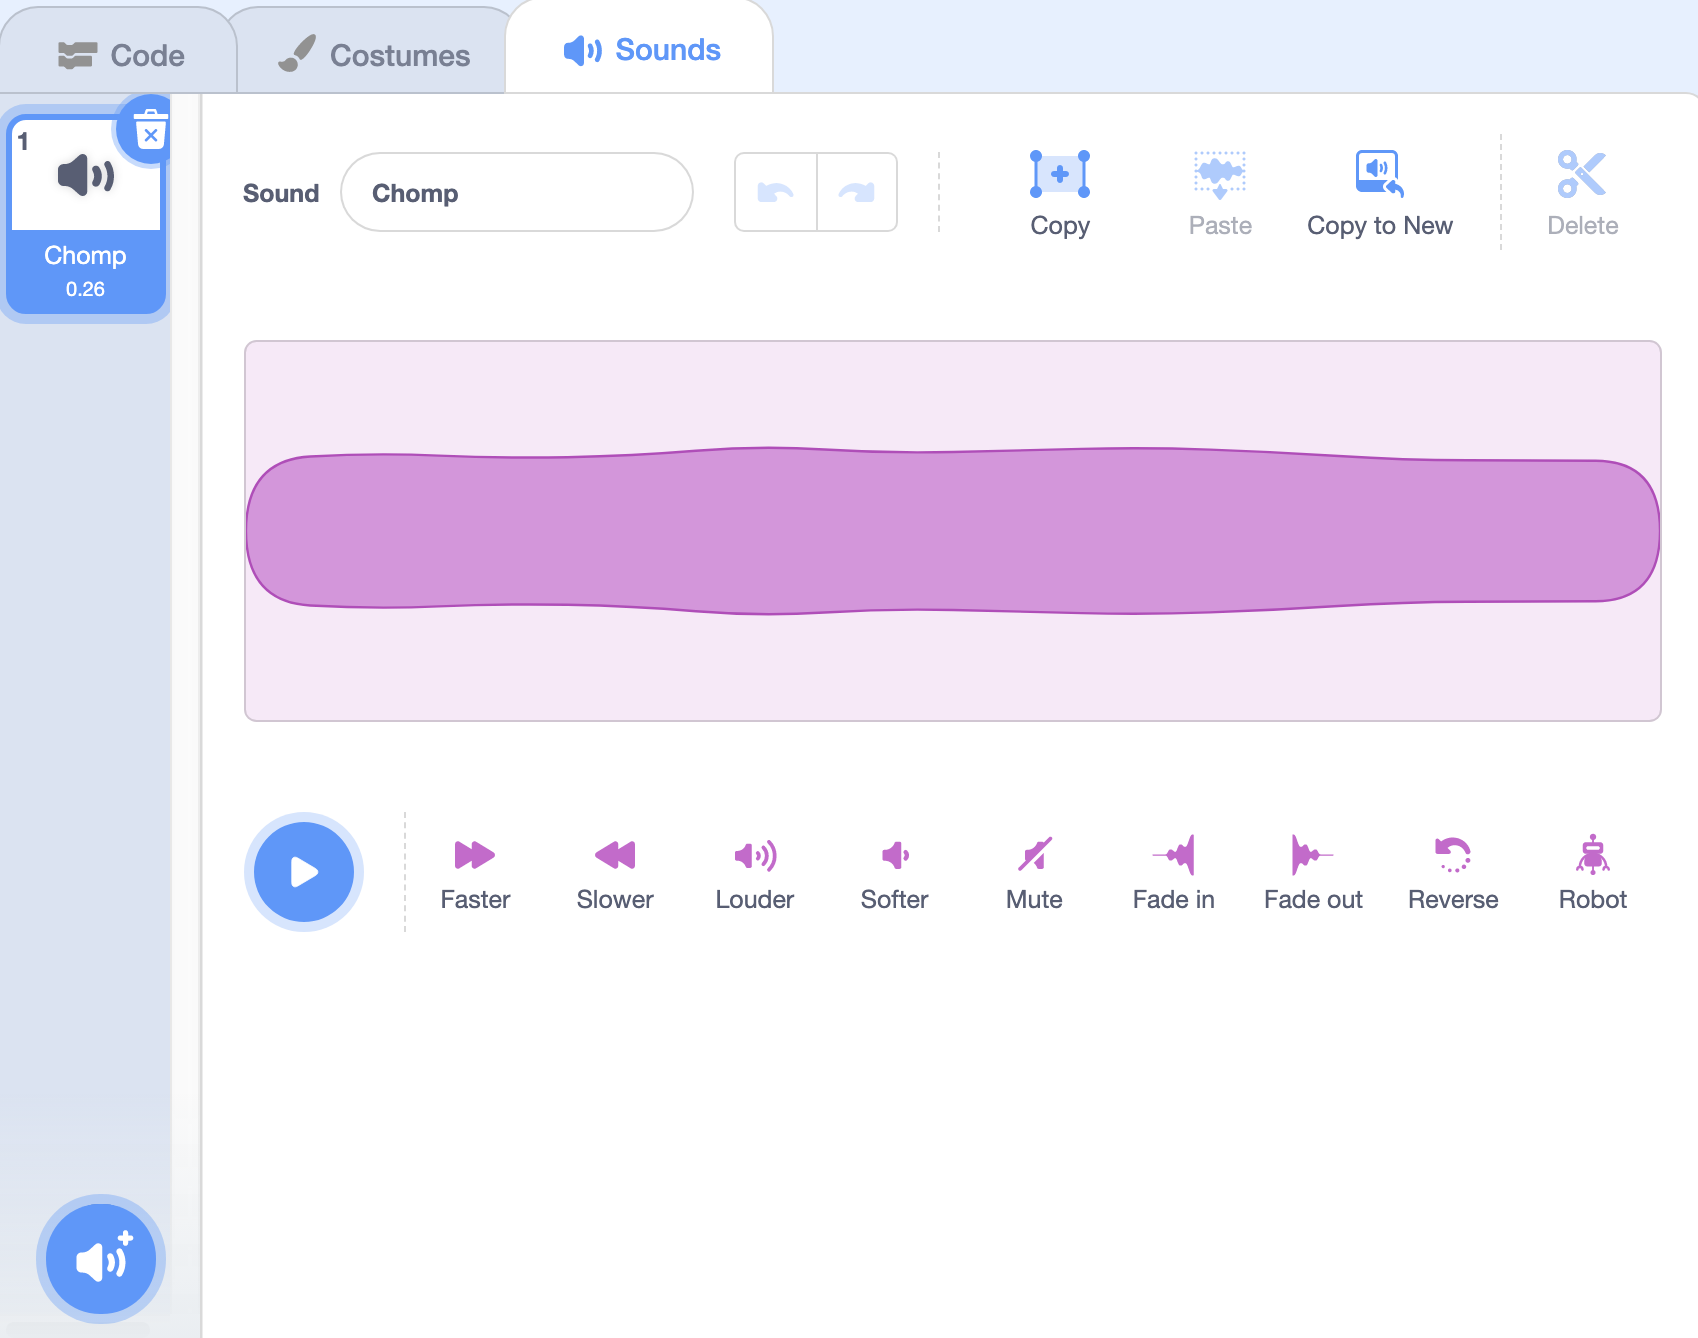 Code
Costumes
Sounds
1
Chomp
0.26
Sound
Chomp
Copy
Paste
Copy to New
Delete
Faster
Slower
Louder
Softer
Mute
Fade in
Fade out
Reverse
Robot